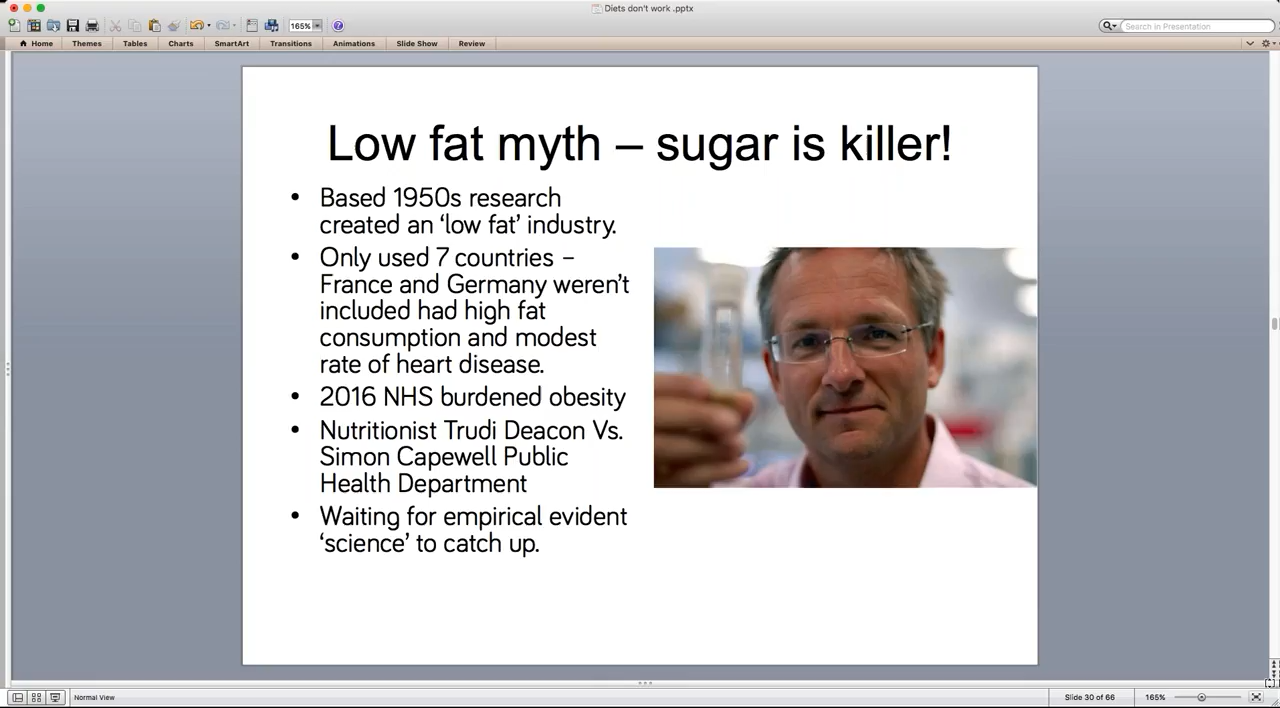 Diets don't work .pptx
165%
Search in Presentation
Home
Themes
Tables
Charts
SmartArt
Transitions
Animations
Slide Show
Review
Low fat myth – sugar is killer!
• Based 1950s research
created an ‘low fat’ industry.
• Only used 7 countries –
France and Germany weren’t
included had high fat
consumption and modest
rate of heart disease.
• 2016 NHS burdened obesity
• Nutritionist Trudi Deacon Vs.
Simon Capewell Public
Health Department
• Waiting for empirical evident
‘science’ to catch up.
Normal View
Slide 30 of 66
165%